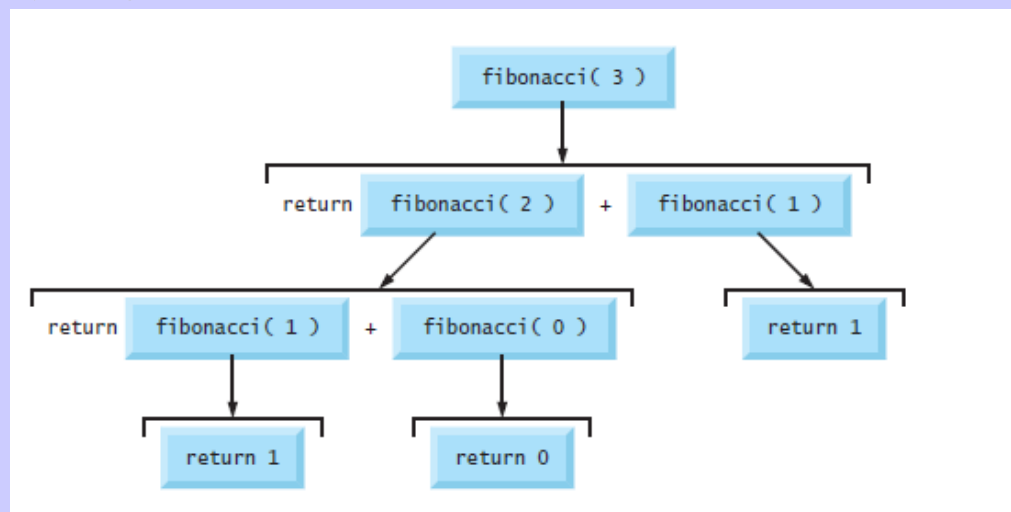 fibonacci( 3 )
return fibonacci( 2 ) + fibonacci( 1 )
return fibonacci( 1 ) + fibonacci( 0 ) return 1
return 1 return 0